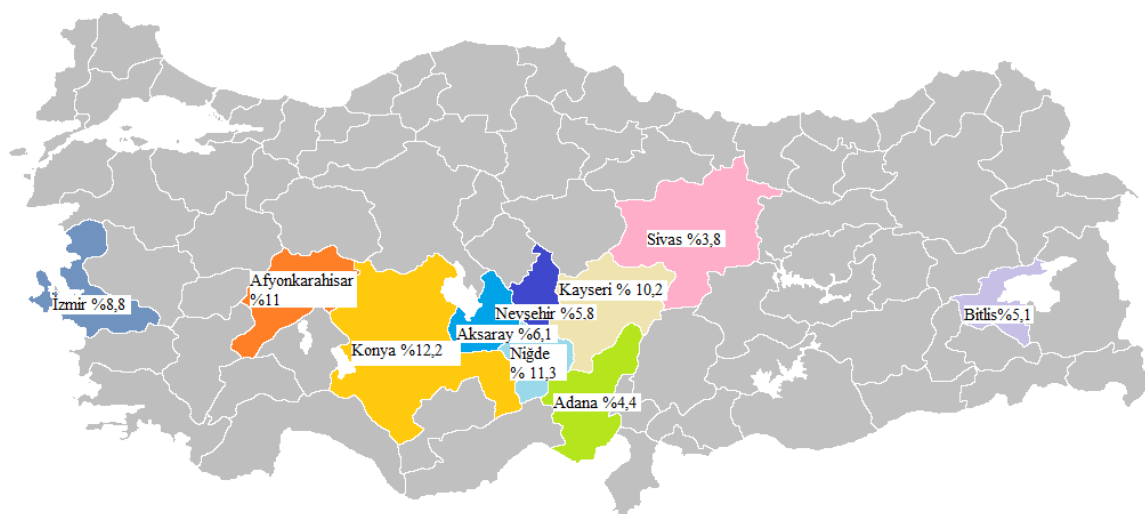 Sivas %3,8
Afyonkarahisar
%11
Kayseri % 10,2
İzmir %8,8
Nevşehir %5.8
Bitlis%5,1
Aksaray %6,1
Konya %12,2
Niğde
% 11,3
Adana %4,4